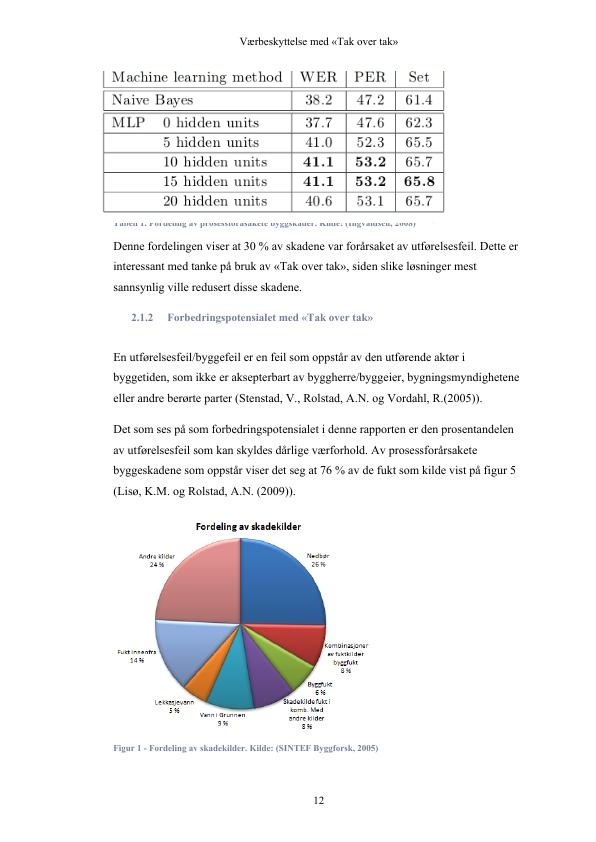 Værbeskyttelse med «Tak over tak»
Machine learning method WER PER Set
Naive Bayes 38.2 47.2 61.4
MLP 0 hidden units 37.7 47.6 62.3
5 hidden units 41.0 52.3 65.5
10 hidden units 41.1 53.2 65.7
15 hidden units 41.1 53.2 65.8
20 hidden units 40.6 53.1 65.7
Tabell 1. Fordeling av prosessforåsakete byggskader. Kilde: (Ingvaldsen, 2008)
Denne fordelingen viser at 30 % av skadene var forårsaket av utførelsesfeil. Dette er
interessant med tanke på bruk av «Tak over tak», siden slike løsninger mest
sannsynlig ville redusert disse skadene.
2.1.2 Forbedringspotensialet med «Tak over tak»
En utførelsesfeil/byggefeil er en feil som oppstår av den utførende aktør i
byggetiden, som ikke er aksepterbart av byggherre/byggeier, bygningsmyndighetene
eller andre berørte parter (Stenstad, V., Rolstad, A.N. og Vordahl, R.(2005)).
Det som ses på som forbedringspotensialet i denne rapporten er den prosentandelen
av utførelsesfeil som kan skyldes dårlige værforhold. Av prosessforårsakete
byggeskadene som oppstår viser det seg at 76 % av de fukt som kilde vist på figur 5
(Lisø, K.M. og Rolstad, A.N. (2009)).
Fordeling av skadekilder
Andre kilder
24 %
Nedbør
26 %
Kombinasjoner
av fuktkilder
byggfukt
8 %
Fukt innenfra
14 %
Byggfukt
6 %
Lekkasjevann
5 %
Vann i Grunnen
9 %
Skadekilde fukt i
komb. Med
andre kilder
8 %
Figur 1 - Fordeling av skadekilder. Kilde: (SINTEF Byggforsk, 2005)
12